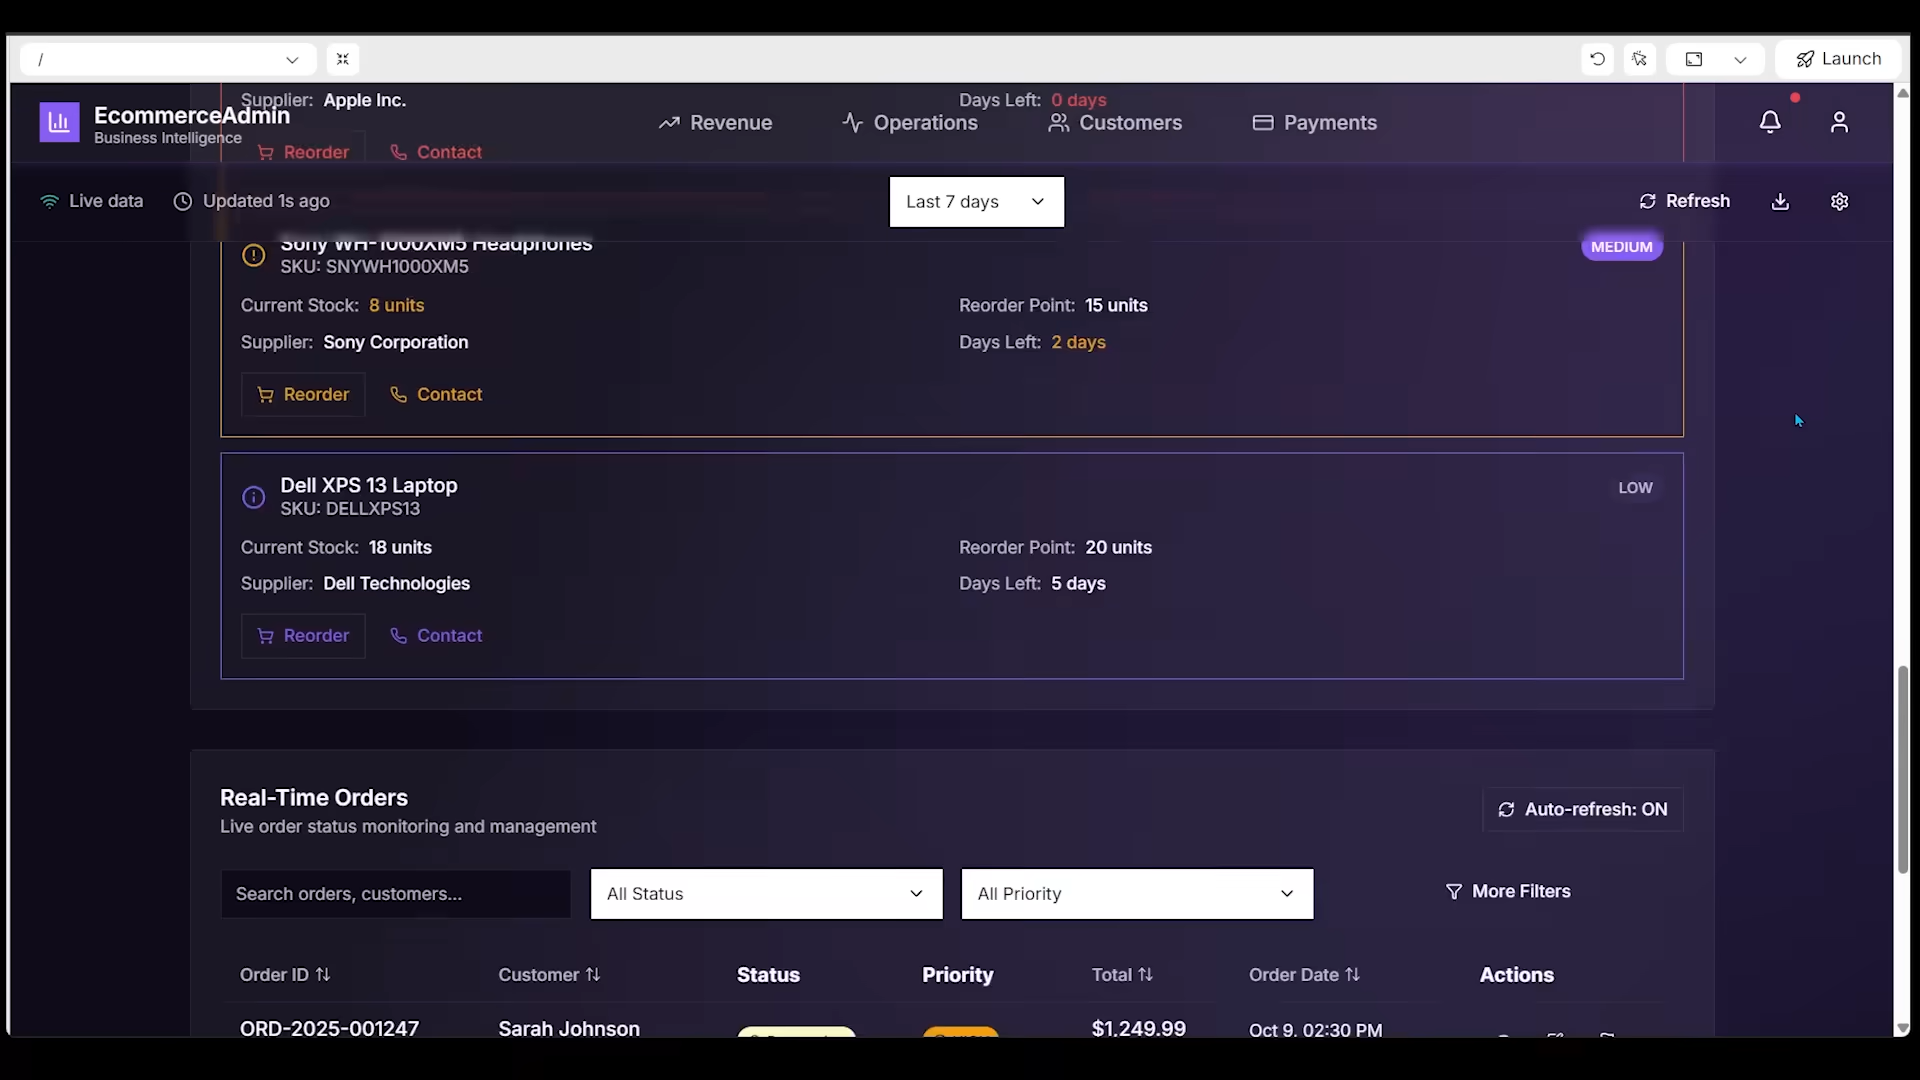 /
Launch
Supplier: Apple Inc.
Days Left: 0 days
EcommerceAdmin
Business Intelligence
Revenue
Operations
Customers
Payments
Reorder
Contact
Live data
Updated 1s ago
Last 7 days
Refresh
Sony WH-1000XM5 Headphones
MEDIUM
SKU: SNYWH1000XM5
Current Stock: 8 units
Reorder Point: 15 units
Supplier: Sony Corporation
Days Left: 2 days
Reorder
Contact
Dell XPS 13 Laptop
LOW
SKU: DELLXPS13
Current Stock: 18 units
Reorder Point: 20 units
Supplier: Dell Technologies
Days Left: 5 days
Reorder
Contact
Real-Time Orders
Live order status monitoring and management
Auto-refresh: ON
Search orders, customers...
All Status
All Priority
More Filters
Order ID
Customer
Status
Priority
Total
Order Date
Actions
ORD-2025-001247
Sarah Johnson
$1,249.99
Oct 9, 02:30 PM